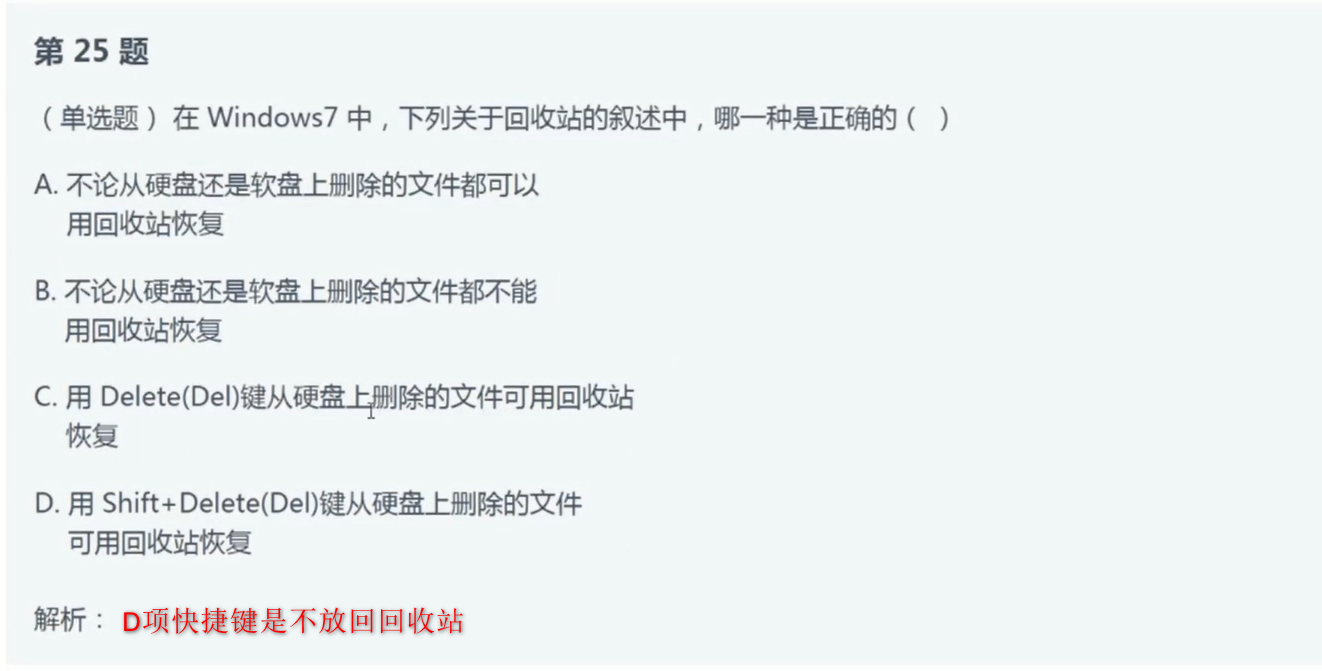 第 25 题
（单选题）在 Windows7 中，下列关于回收站的叙述中，哪一种是正确的（  ）
A. 不论从硬盘还是软盘上删除的文件都可以
用回收站恢复
B. 不论从硬盘还是软盘上删除的文件都不能
用回收站恢复
C. 用 Delete(Del)键从硬盘上删除的文件可用回收站
恢复
D. 用 Shift+Delete(Del)键从硬盘上删除的文件
可用回收站恢复
解析： D项快捷键是不放回回收站